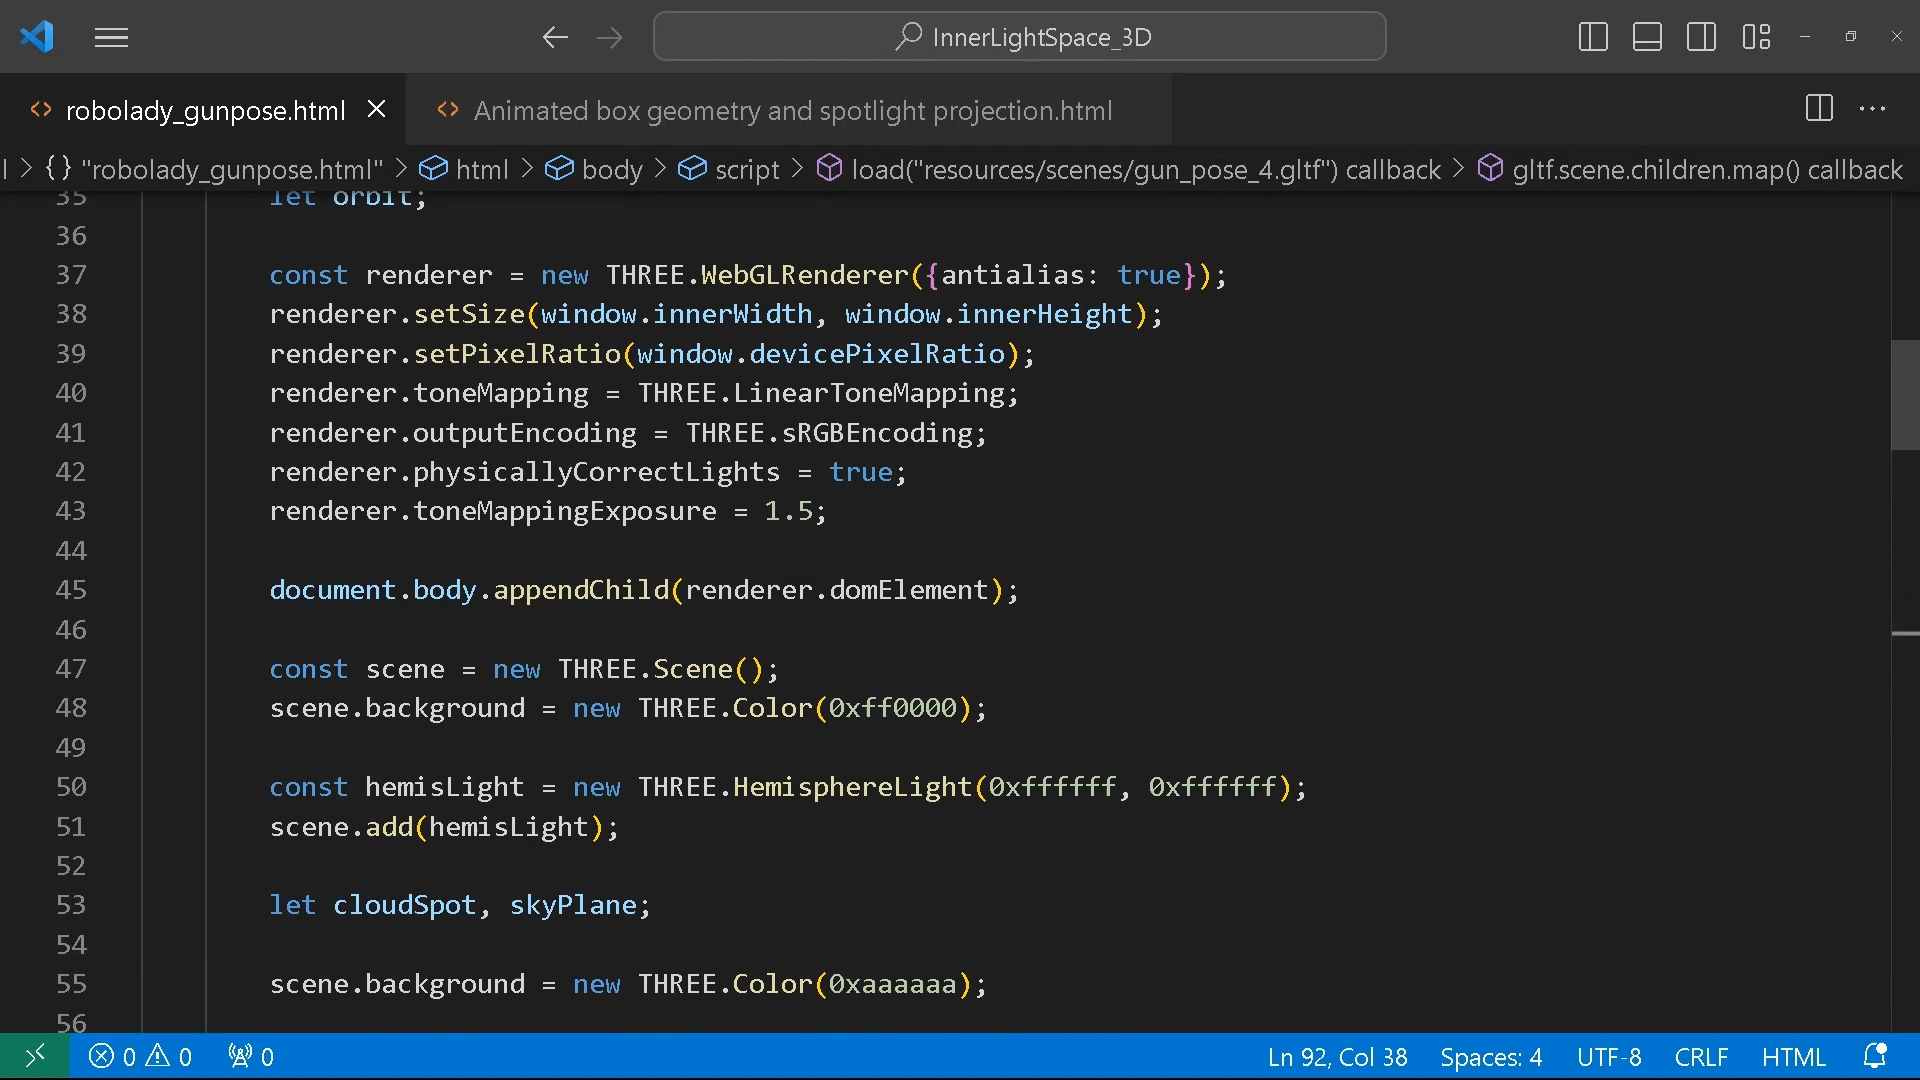 InnerLightSpace_3D
robolady_gunpose.html
Animated box geometry and spotlight projection.html
l > {} "robolady_gunpose.html" > html > body > script > load("resources/scenes/gun_pose_4.gltf") callback > gltf.scene.children.map() callback
35 let orbit;
36
37 const renderer = new THREE.WebGLRenderer({antialias: true});
38 renderer.setSize(window.innerWidth, window.innerHeight);
39 renderer.setPixelRatio(window.devicePixelRatio);
40 renderer.toneMapping = THREE.LinearToneMapping;
41 renderer.outputEncoding = THREE.sRGBEncoding;
42 renderer.physicallyCorrectLights = true;
43 renderer.toneMappingExposure = 1.5;
44
45 document.body.appendChild(renderer.domElement);
46
47 const scene = new THREE.Scene();
48 scene.background = new THREE.Color(0xff0000);
49
50 const hemisLight = new THREE.HemisphereLight(0xffffff, 0xffffff);
51 scene.add(hemisLight);
52
53 let cloudSpot, skyPlane;
54
55 scene.background = new THREE.Color(0xaaaaaa);
56
0 0 0 Ln 92, Col 38 Spaces: 4 UTF-8 CRLF HTML